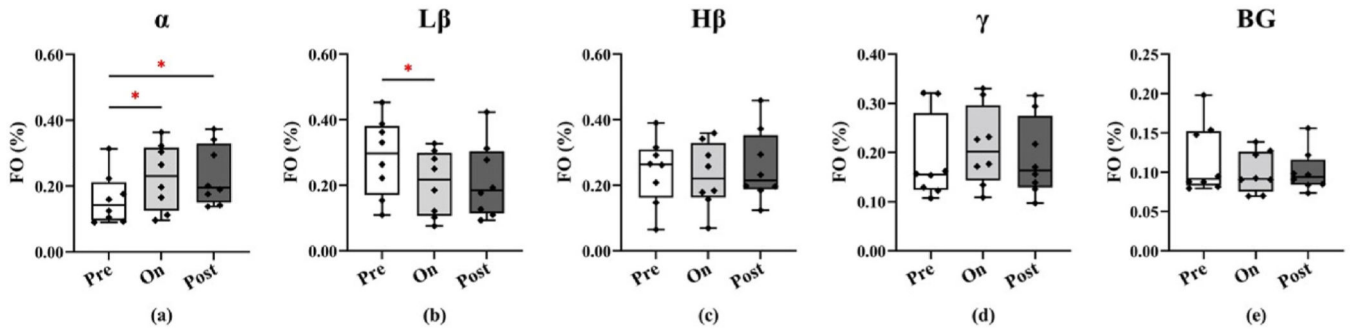 α
FO (%)
0.60
0.40
0.20
0.00
*
*
Pre
On
Post
(a)
Lβ
FO (%)
0.60
0.40
0.20
0.00
*
Pre
On
Post
(b)
Hβ
FO (%)
0.60
0.40
0.20
0.00
Pre
On
Post
(c)
γ
FO (%)
0.40
0.30
0.20
0.10
0.00
Pre
On
Post
(d)
BG
FO (%)
0.25
0.20
0.15
0.10
0.05
0.00
Pre
On
Post
(e)